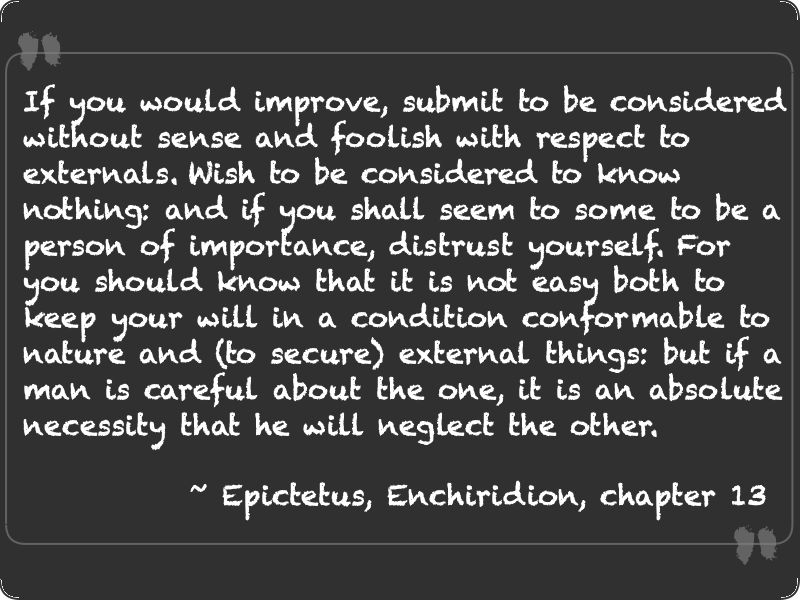 If you would improve, submit to be considered
without sense and foolish with respect to
externals. Wish to be considered to know
nothing: and if you shall seem to some to be a
person of importance, distrust yourself. For
you should know that it is not easy both to
keep your will in a condition conformable to
nature and (to secure) external things: but if a
man is careful about the one, it is an absolute
necessity that he will neglect the other.
~ Epictetus, Enchiridion, chapter 13